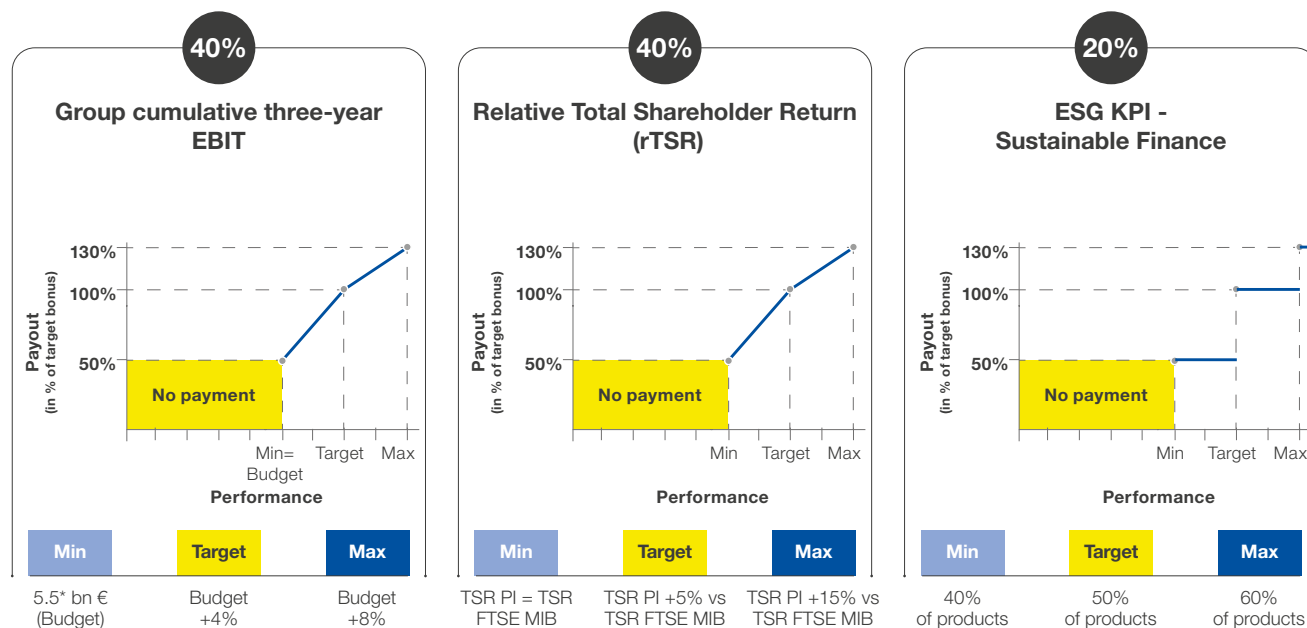 40%
Group cumulative three-year
EBIT
Payout
(in % of target bonus)
130%
100%
50%
No payment
Min=
Budget
Target
Max
Performance
Min
Target
Max
5.5* bn €
(Budget)
Budget
+4%
Budget
+8%
40%
Relative Total Shareholder Return
(rTSR)
Payout
(in % of target bonus)
130%
100%
50%
No payment
Min
Target
Max
Performance
Min
Target
Max
TSR PI = TSR
FTSE MIB
TSR PI +5% vs
TSR FTSE MIB
TSR PI +15% vs
TSR FTSE MIB
20%
ESG KPI -
Sustainable Finance
Payout
(in % of target bonus)
130%
100%
50%
No payment
Min
Target
Max
Performance
Min
Target
Max
40%
of products
50%
of products
60%
of products